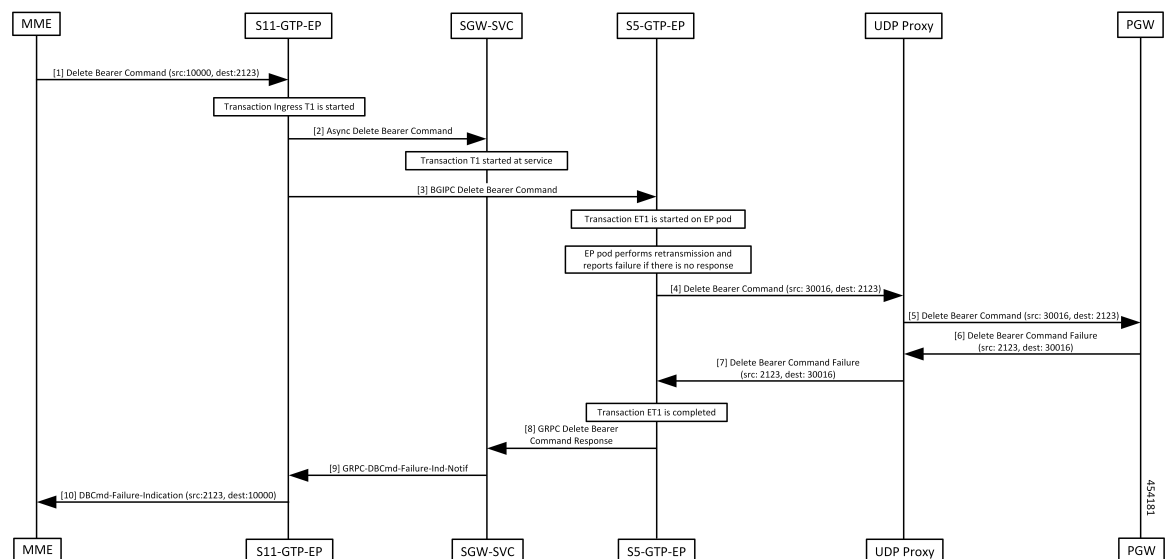 MME
S11-GTP-EP
SGW-SVC
S5-GTP-EP
UDP Proxy
PGW
[1] Delete Bearer Command (src:10000, dest:2123)
Transaction Ingress T1 is started
[2] Async Delete Bearer Command
Transaction T1 started at service
[3] BGIPC Delete Bearer Command
Transaction ET1 is started on EP pod
EP pod performs retransmission and
reports failure if there is no response
[4] Delete Bearer Command (src: 30016, dest: 2123)
[5] Delete Bearer Command (src: 30016, dest: 2123)
[6] Delete Bearer Command Failure
(src: 2123, dest: 30016)
[7] Delete Bearer Command Failure
(src: 2123, dest: 30016)
Transaction ET1 is completed
[8] GRPC Delete Bearer
Command Response
[9] GRPC-DBCmd-Failure-Ind-Notif
[10] DBCmd-Failure-Indication (src:2123, dest:10000)
454181
MME
S11-GTP-EP
SGW-SVC
S5-GTP-EP
UDP Proxy
PGW